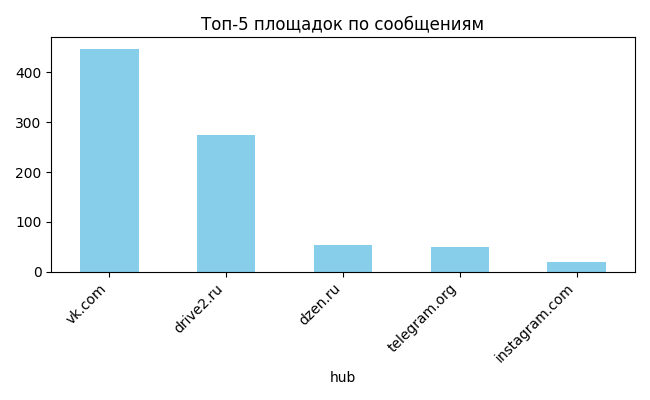 Топ-5 площадок по сообщениям
400
300
200
100
0
vk.com
drive2.ru
dzen.ru
telegram.org
instagram.com
hub